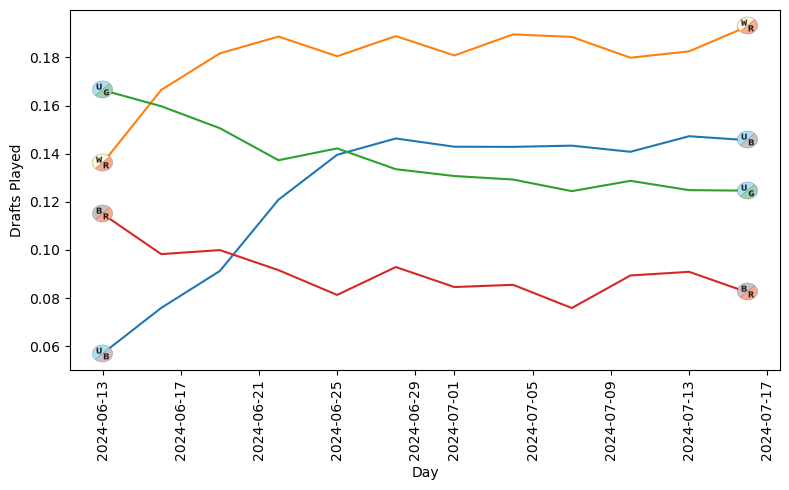 0.18
0.16
0.14
0.12
0.10
0.08
0.06
Drafts Played
U G
W R
B R
U B
W R
U B
U G
B R
2024-06-13
2024-06-17
2024-06-21
2024-06-25
2024-06-29
2024-07-01
2024-07-05
2024-07-09
2024-07-13
2024-07-17
Day